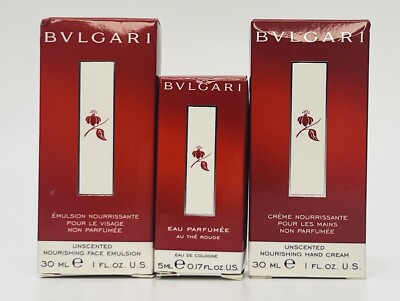 BVLGARI
ÉMULSION NOURRISSANTE
POUR LE VISAGE
NON PARFUMÉE
UNSCENTED
NOURISHING FACE EMULSION
30 ML ℮ 1 FL.OZ. U.S.
BVLGARI
EAU PARFUMÉE
AU THÉ ROUGE
EAU DE COLOGNE
5 ML ℮ 0.17 FL.OZ. U.S.
BVLGARI
CRÈME NOURRISSANTE
POUR LES MAINS
NON PARFUMÉE
UNSCENTED
NOURISHING HAND CREAM
30 ML ℮ 1 FL.OZ. U.S.